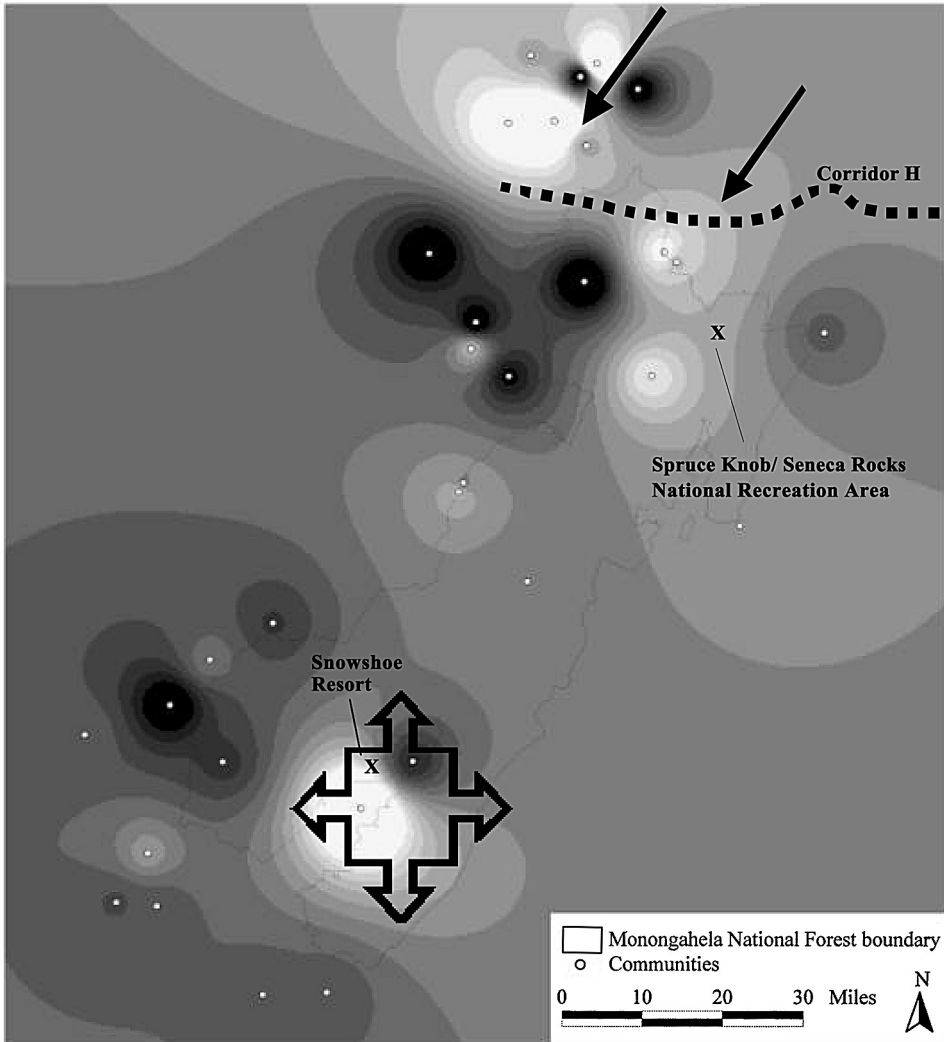 Corridor H
X
Spruce Knob/ Seneca Rocks
National Recreation Area
Snowshoe
Resort
X
Monongahela National Forest boundary
Communities
0 10 20 30 Miles
N